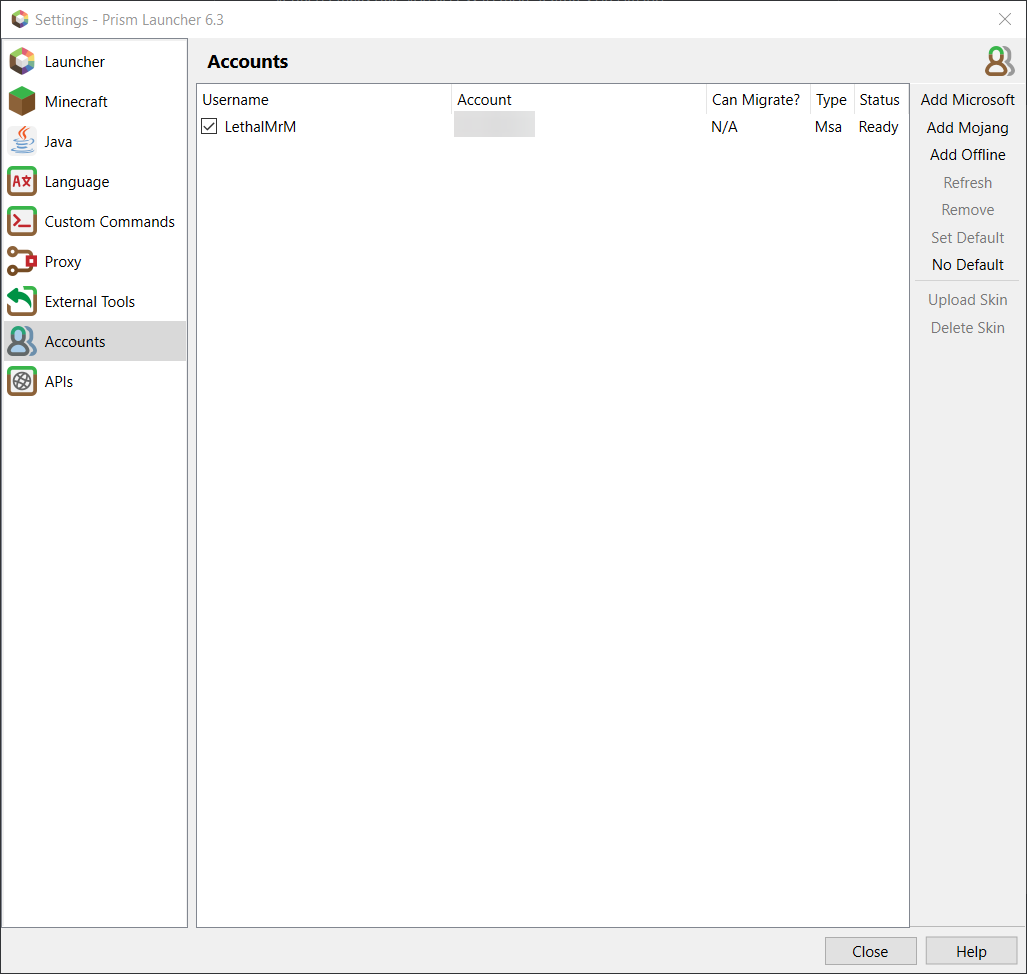 Settings - Prism Launcher 6.3
Launcher
Minecraft
Java
Language
Custom Commands
Proxy
External Tools
Accounts
APIs
Accounts
Username Account Can Migrate? Type Status
LethalMrM N/A Msa Ready
Add Microsoft
Add Mojang
Add Offline
Refresh
Remove
Set Default
No Default
Upload Skin
Delete Skin
Close Help